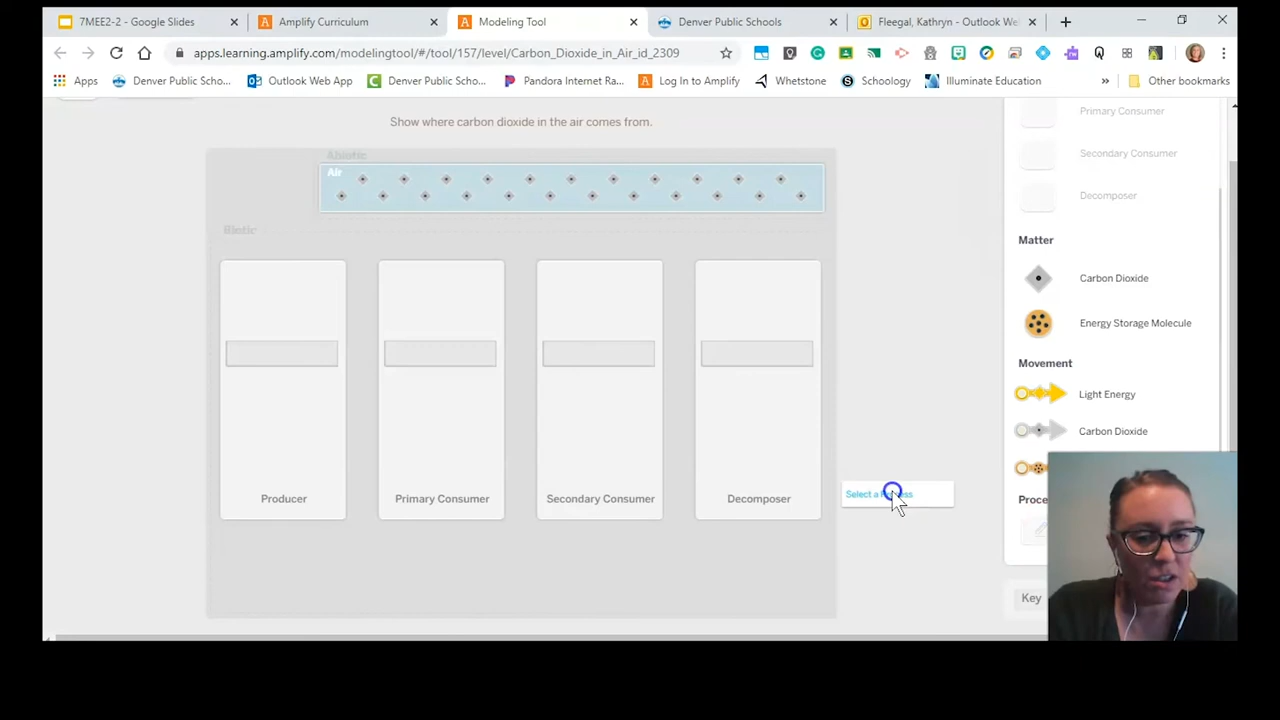 7MEE2-2 - Google Slides
Amplify Curriculum
Modeling Tool
Denver Public Schools
Fleegal, Kathryn - Outlook We
apps.learning.amplify.com/modelingtool/#/tool/157/level/Carbon_Dioxide_in_Air_id_2309
Apps
Denver Public Scho...
Outlook Web App
Denver Public Scho...
Pandora Internet Ra...
Log In to Amplify
Whetstone
Schoology
Illuminate Education
Other bookmarks
Show where carbon dioxide in the air comes from.
Abiotic
Air
Biotic
Producer
Primary Consumer
Secondary Consumer
Decomposer
Select a
Primary Consumer
Secondary Consumer
Decomposer
Matter
Carbon Dioxide
Energy Storage Molecule
Movement
Light Energy
Carbon Dioxide
Key